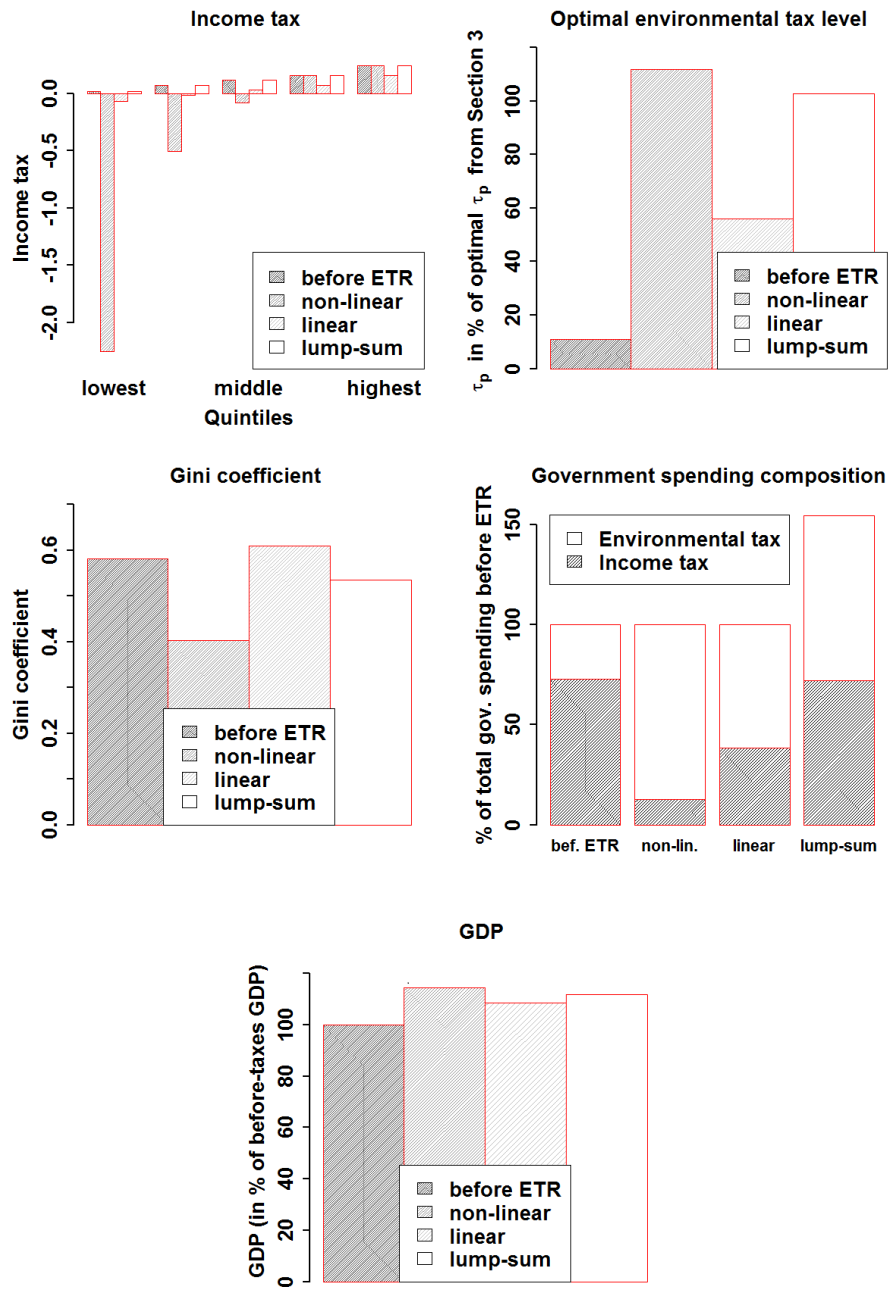 Income tax
Income tax
0.0
-0.5
-1.0
-1.5
-2.0
before ETR
non-linear
linear
lump-sum
lowest
middle
highest
Quintiles
Optimal environmental tax level
τp in % of optimal τp from Section 3
100
80
60
40
20
0
before ETR
non-linear
linear
lump-sum
Gini coefficient
Gini coefficient
0.6
0.4
0.2
0.0
before ETR
non-linear
linear
lump-sum
Government spending composition
% of total gov. spending before ETR
150
100
50
0
Environmental tax
Income tax
bef. ETR
non-lin.
linear
lump-sum
GDP
GDP (in % of before-taxes GDP)
100
80
60
40
20
0
before ETR
non-linear
linear
lump-sum